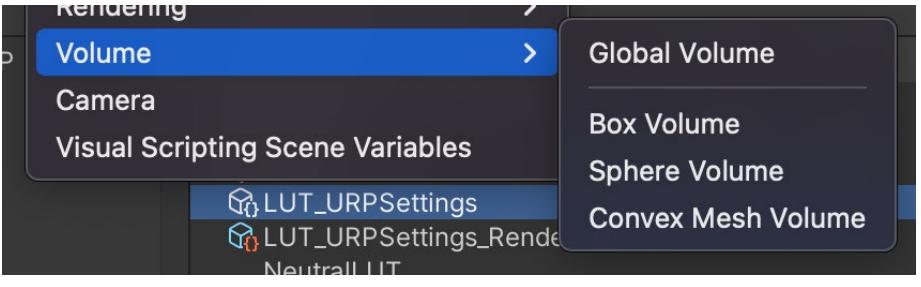 Rendering
Volume
Camera
Visual Scripting Scene Variables
Global Volume
Box Volume
Sphere Volume
Convex Mesh Volume
LUT_URPSettings
LUT_URPSettings_Rende
NeutralLUT